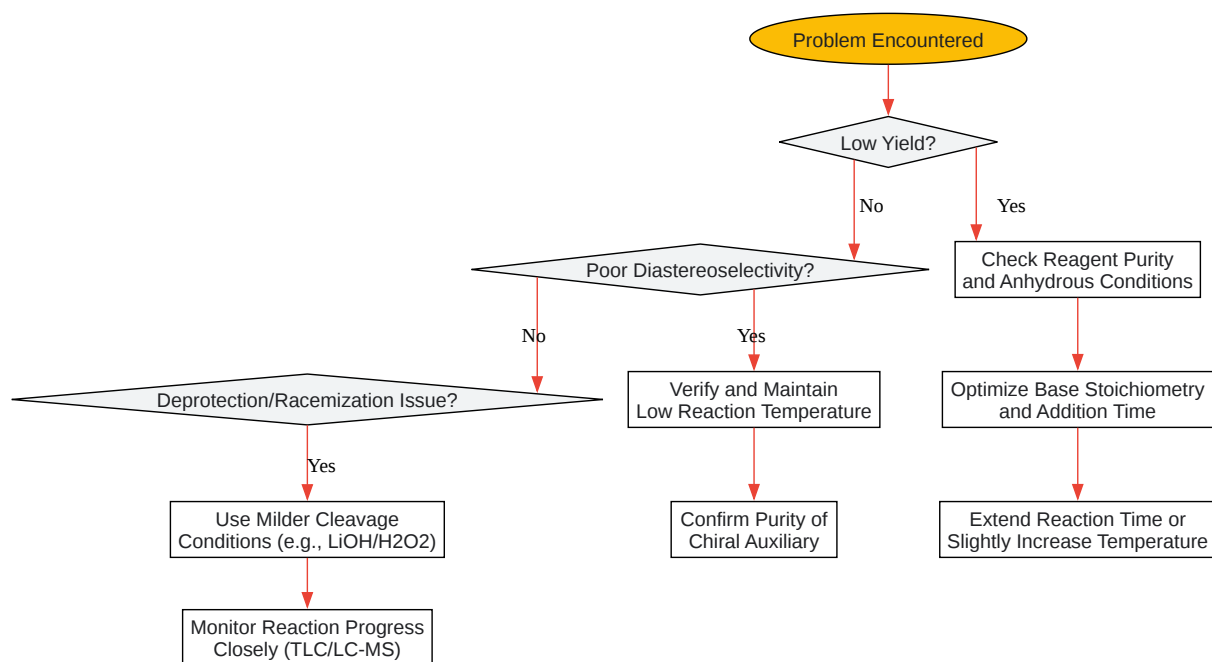 Problem Encountered
Low Yield?
No
Yes
Poor Diastereoselectivity?
Check Reagent Purity
and Anhydrous Conditions
No
Yes
Deprotection/Racemization Issue?
Verify and Maintain
Low Reaction Temperature
Optimize Base Stoichiometry
and Addition Time
Yes
Use Milder Cleavage
Conditions (e.g., LiOH/H2O2)
Confirm Purity of
Chiral Auxiliary
Extend Reaction Time or
Slightly Increase Temperature
Monitor Reaction Progress
Closely (TLC/LC-MS)